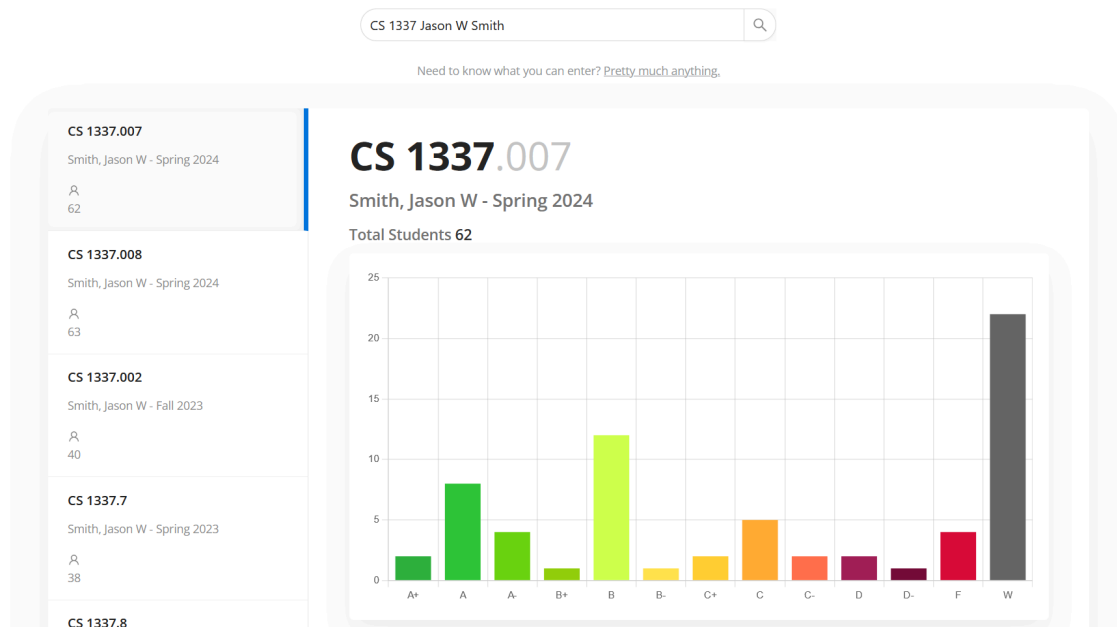 CS 1337 Jason W Smith
Need to know what you can enter? Pretty much anything.
CS 1337.007
Smith, Jason W - Spring 2024
62
CS 1337.008
Smith, Jason W - Spring 2024
63
CS 1337.002
Smith, Jason W - Fall 2023
40
CS 1337.7
Smith, Jason W - Spring 2023
38
CS 1337.8
CS 1337.007
Smith, Jason W - Spring 2024
Total Students 62
25
20
15
10
5
0
A+ A A- B+ B B- C+ C C- D D- F W